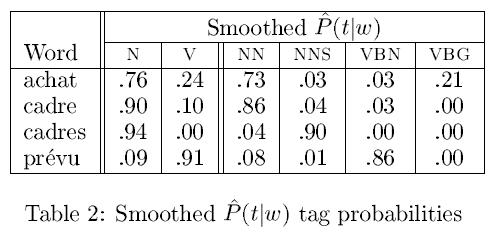 Smoothed P̂(t|w)
Word N V NN NNS VBN VBG
achat .76 .24 .73 .03 .03 .21
cadre .90 .10 .86 .04 .03 .00
cadres .94 .00 .04 .90 .00 .00
prévu .09 .91 .08 .01 .86 .00
Table 2: Smoothed P̂(t|w) tag probabilities